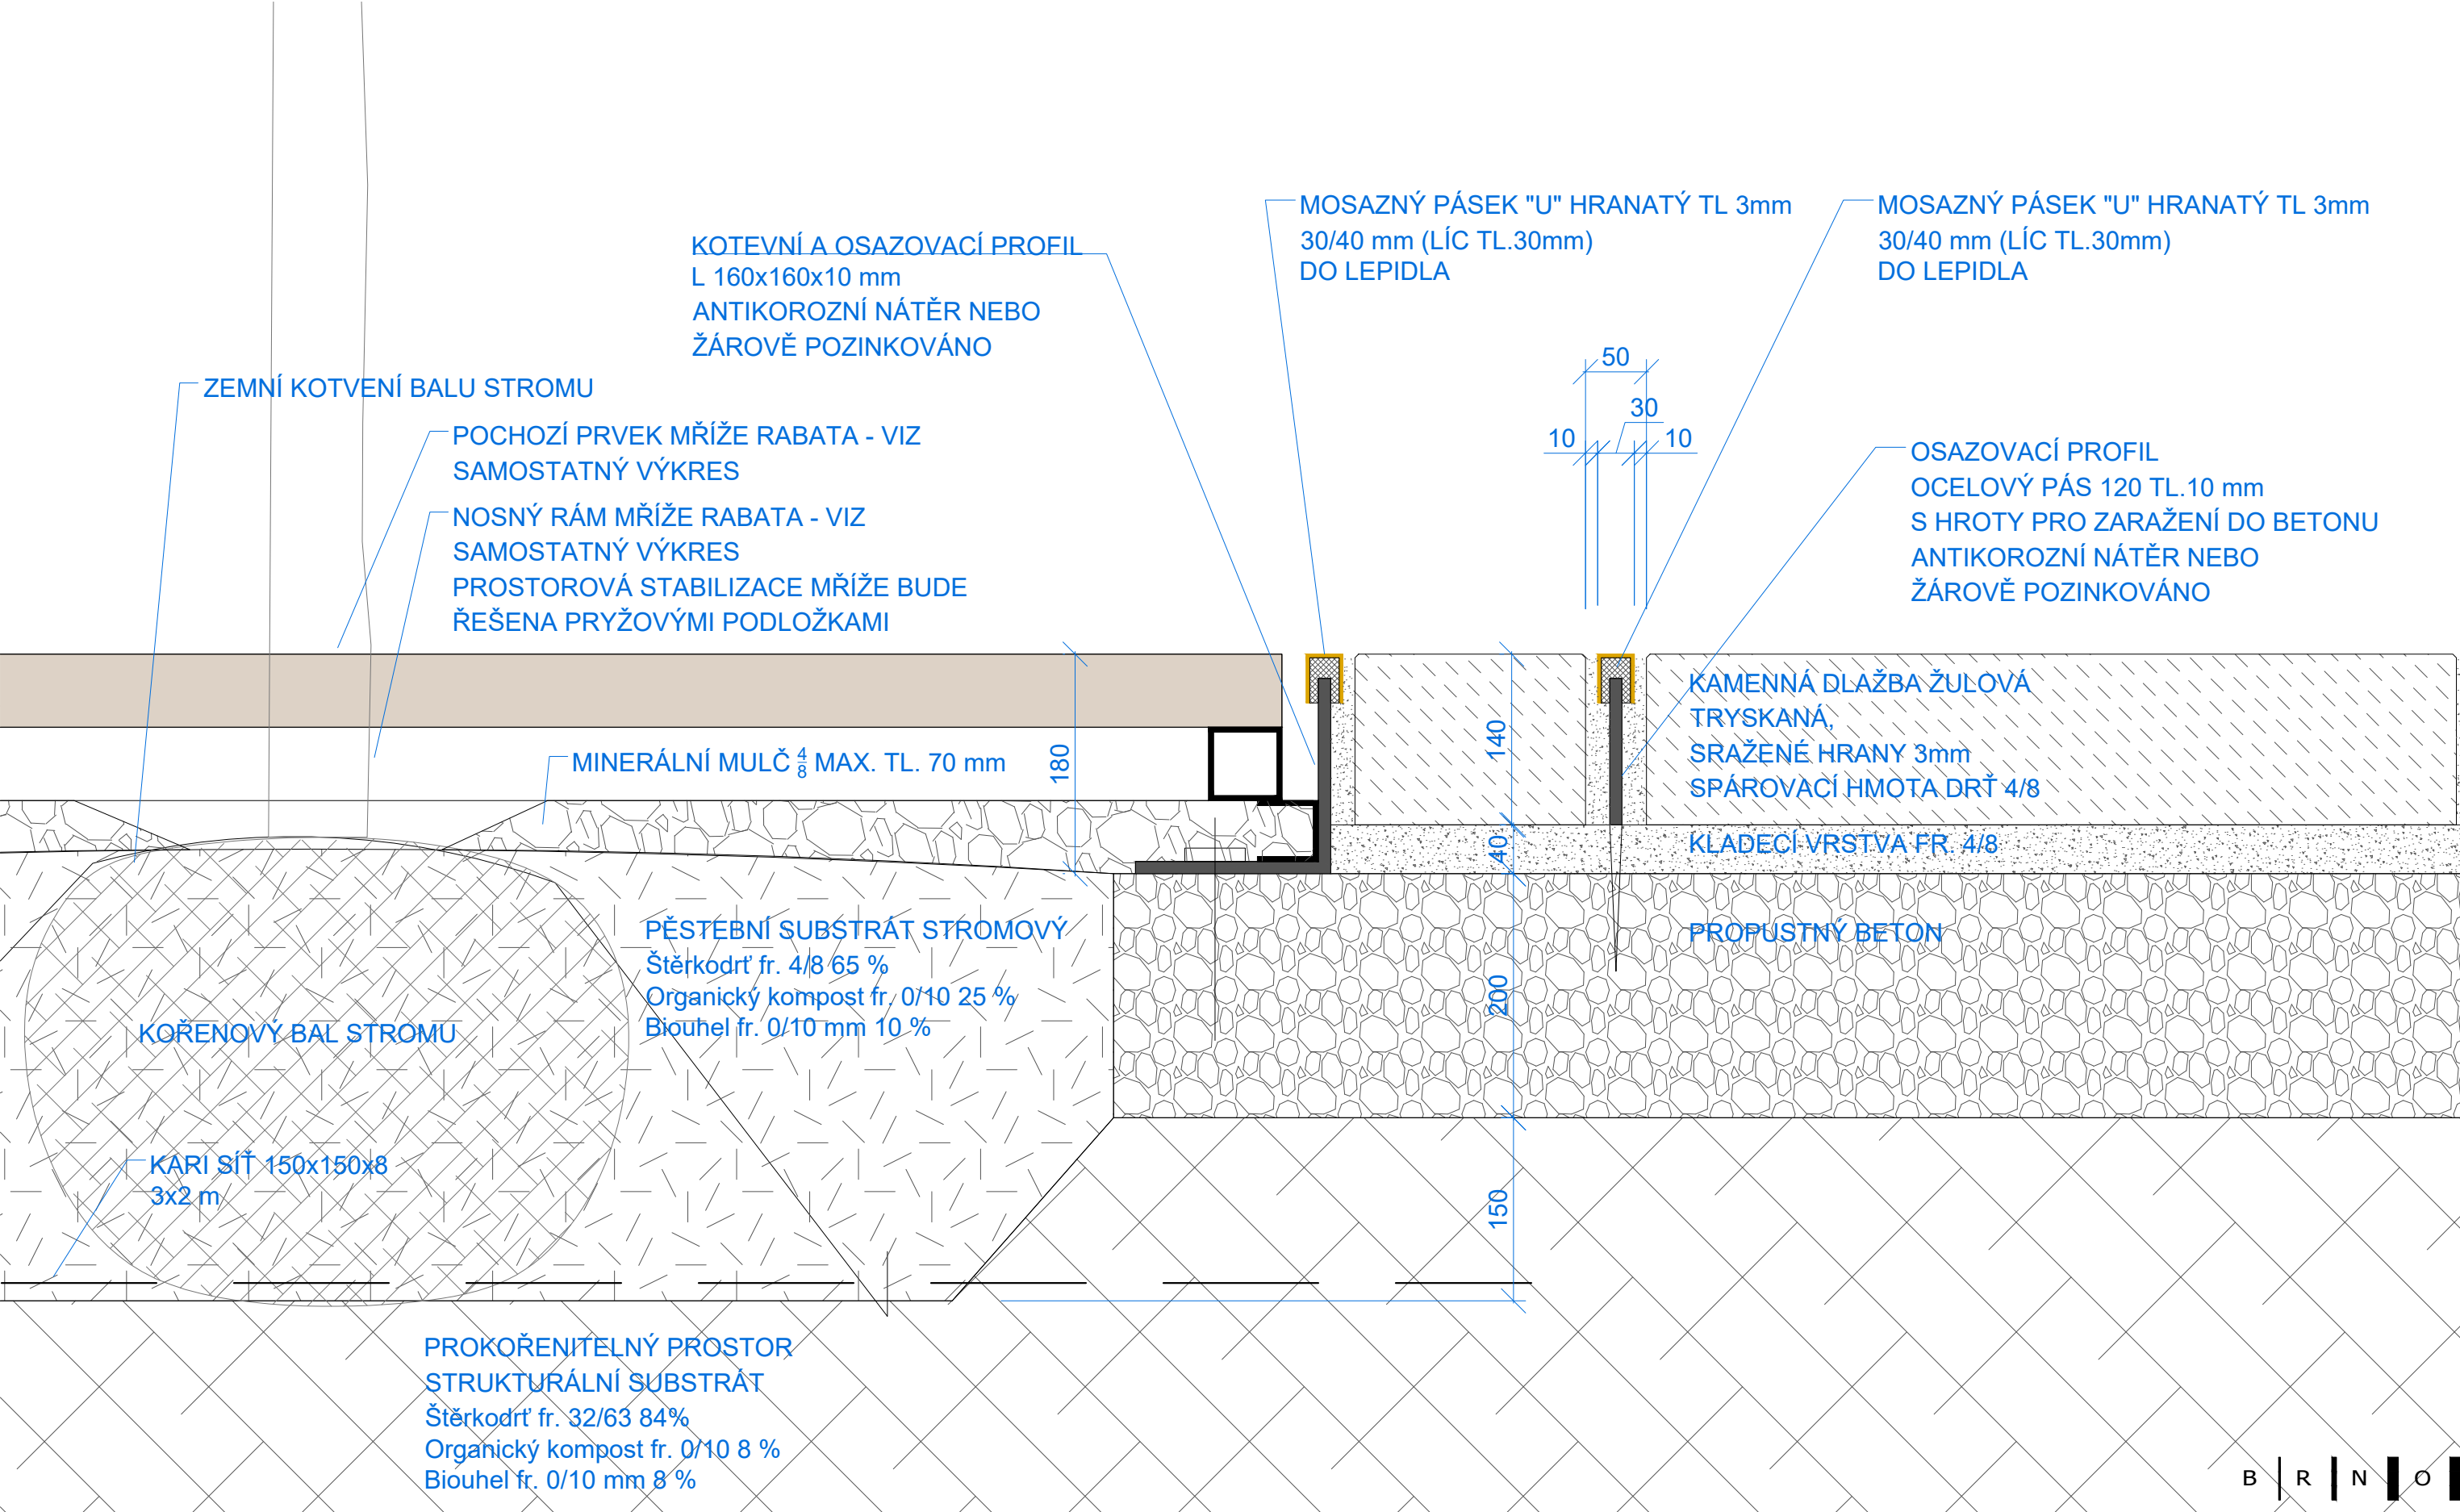 MOSAZNÝ PÁSEK "U" HRANATÝ TL 3mm
30/40 mm (LÍC TL.30mm)
DO LEPIDLA
MOSAZNÝ PÁSEK "U" HRANATÝ TL 3mm
30/40 mm (LÍC TL.30mm)
DO LEPIDLA
KOTEVNÍ A OSAZOVACÍ PROFIL
L 160x160x10 mm
ANTIKOROZNÍ NÁTĚR NEBO
ŽÁROVĚ POZINKOVÁNO
ZEMNÍ KOTVENÍ BALU STROMU
POCHOZÍ PRVEK MŘÍŽE RABATA - VIZ
SAMOSTATNÝ VÝKRES
NOSNÝ RÁM MŘÍŽE RABATA - VIZ
SAMOSTATNÝ VÝKRES
PROSTOROVÁ STABILIZACE MŘÍŽE BUDE
ŘEŠENA PRYŽOVÝMI PODLOŽKAMI
50
30
10
10
OSAZOVACÍ PROFIL
OCELOVÝ PÁS 120 TL.10 mm
S HROTY PRO ZARAŽENÍ DO BETONU
ANTIKOROZNÍ NÁTĚR NEBO
ŽÁROVĚ POZINKOVÁNO
MINERÁLNÍ MULČ 4/8 MAX. TL. 70 mm
180
140
40
200
150
KAMENNÁ DLAŽBA ŽULOVÁ
TRYSKANÁ,
SRAŽENÉ HRANY 3mm
SPÁROVACÍ HMOTA DRŤ 4/8
KLADECÍ VRSTVA FR. 4/8
PROPUSTNÝ BETON
PĚSTEBNÍ SUBSTRÁT STROMOVÝ
Štěrkodrť fr. 4/8 65 %
Organický kompost fr. 0/10 25 %
Biouhel fr. 0/10 mm 10 %
KOŘENOVÝ BAL STROMU
KARI SÍŤ 150x150x8
3x2 m
PROKOŘENITELNÝ PROSTOR
STRUKTURÁLNÍ SUBSTRÁT
Štěrkodrť fr. 32/63 84%
Organický kompost fr. 0/10 8 %
Biouhel fr. 0/10 mm 8 %
B R N O